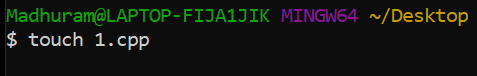 Madhuram@LAPTOP-FIJA1JIK MINGW64 ~/Desktop
$ touch 1.cpp